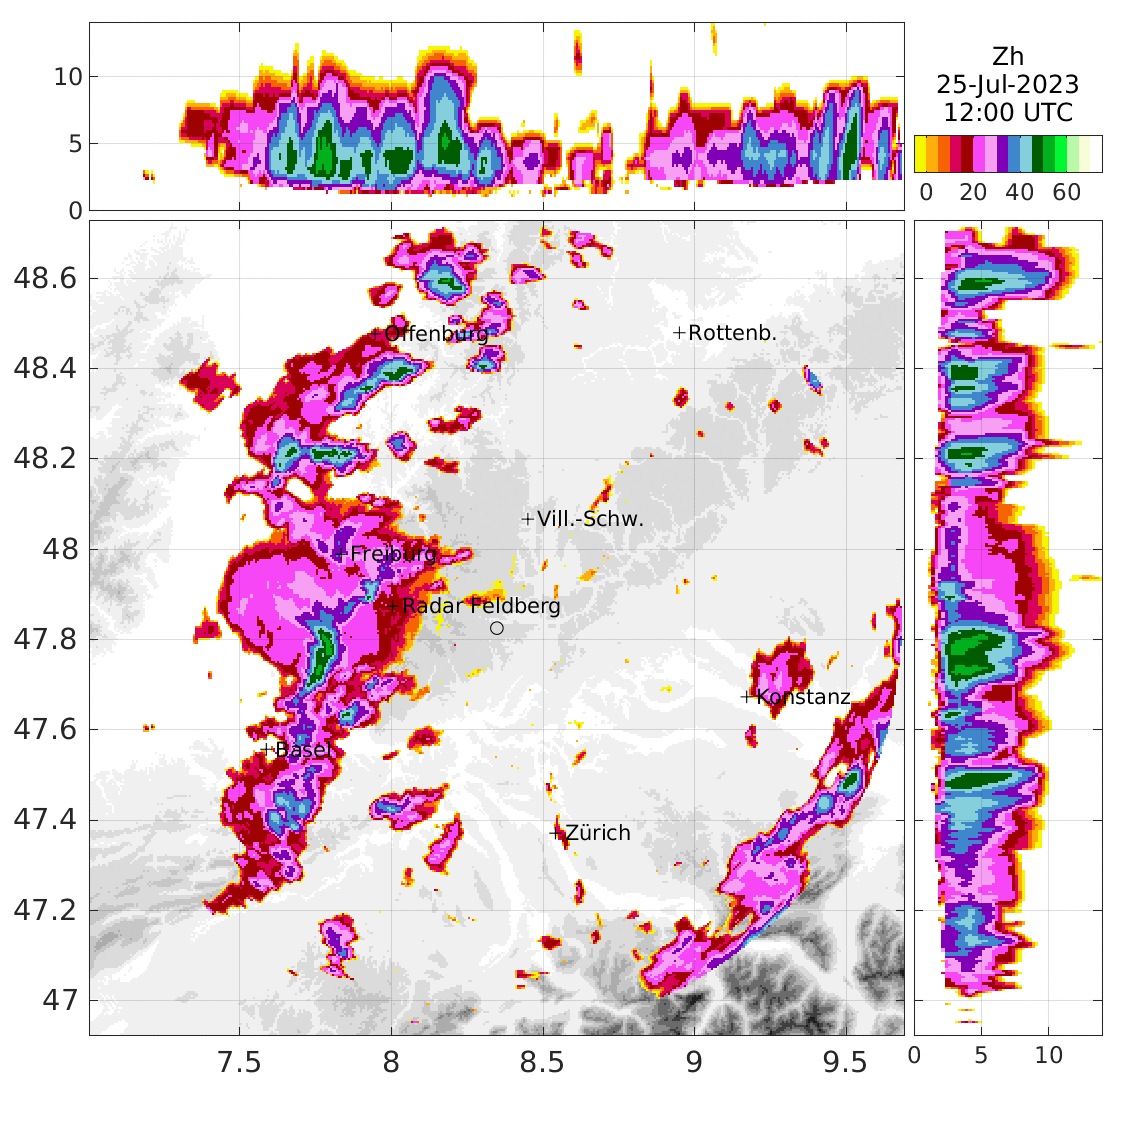 Zh
25-Jul-2023
12:00 UTC
0 20 40 60
10
5
0
48.6
48.4
48.2
48
47.8
47.6
47.4
47.2
47
Offenburg
Rottenb.
Vill.-Schw.
Freiburg
Radar Feldberg
Konstanz
Basel
Zürich
7.5 8 8.5 9 9.5
0 5 10